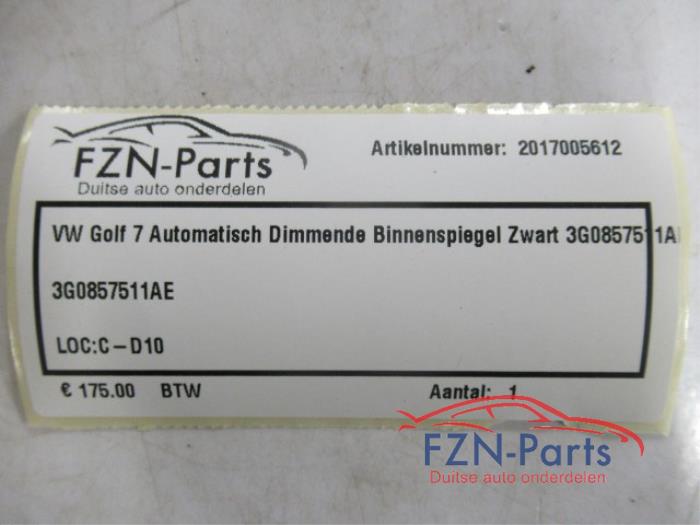 FZN-Parts
Duitse auto onderdelen
Artikelnummer: 2017005612
VW Golf 7 Automatisch Dimmende Binnenspiegel Zwart 3G0857511A
3G0857511AE
LOC:C-D10
€ 175.00 BTW
Aantal: 1
FZN-Parts
Duitse auto onderdelen